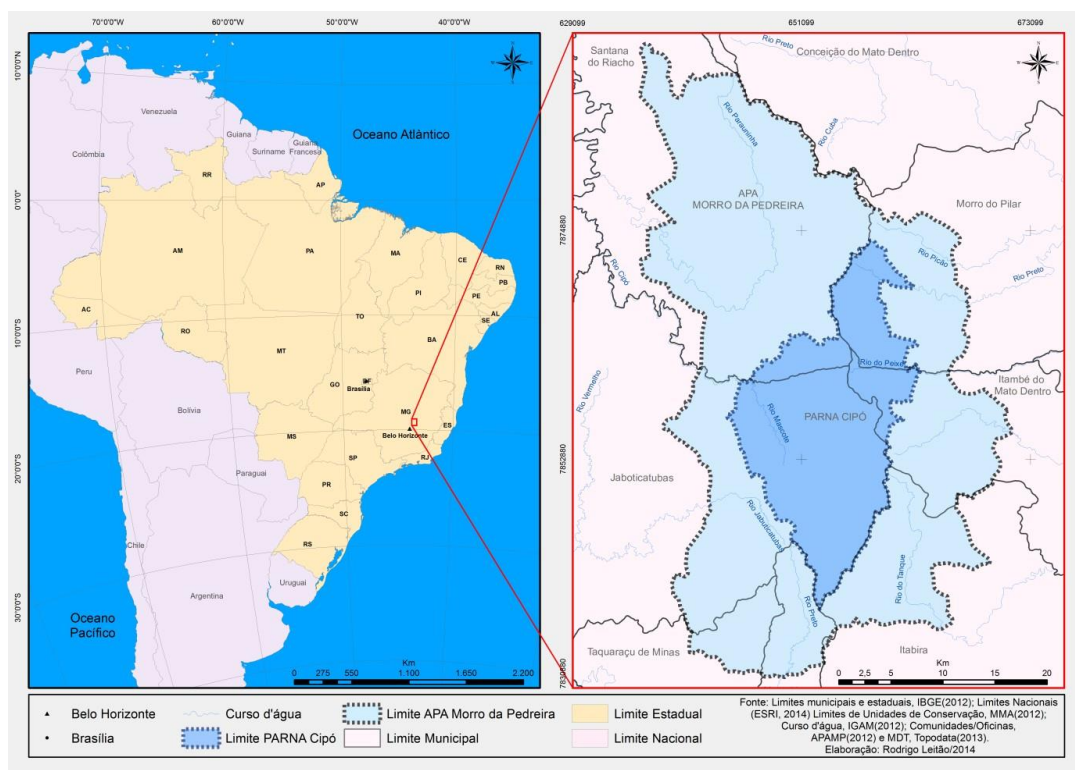 70°0'0"W
60°0'0"W
50°0'0"W
40°0'0"W
10°0'0"N
0°0'0"
10°0'0"S
20°0'0"S
30°0'0"S
Venezuela
Guiana
Suriname
Guiana
Francesa
Colômbia
Oceano Atlàntico
RR
AP
AM
PA
MA
CE
RN
PB
PE
AL
SE
PI
AC
RO
TO
BA
MT
Peru
GO
DF
Brasília
MG
ES
Belo Horizonte
Bolivia
MS
SP
RJ
Paraguai
PR
SC
RS
Chile
Uruguai
Argentina
Oceano
Pacífico
Km
0 275 550 1.100 1.650 2.200
629099
651099
673099
7874880
7852880
7830880
Santana
do Riacho
Rio Preto
Conceição do Mato Dentro
Rio Parauninha
Rio Cuba
APA
MORRO DA PEDREIRA
Morro do Pilar
Rio Picão
Rio Preto
Rio Cipó
Rio do Peixe
Itambé do
Mato Dentro
Rio Vermelho
Rio Mascote
PARNA CIPÓ
Jaboticatubas
Rio Jabuticatubas
Rio do Tanque
Rio Preto
Taquaraçu de Minas
Itabira
Km
0 2,5 5 10 15 20
Belo Horizonte
Brasília
Curso d'água
Limite PARNA Cipó
Limite APA Morro da Pedreira
Limite Municipal
Limite Estadual
Limite Nacional
Fonte: Limites municipais e estaduais, IBGE(2012); Limites Nacionais
(ESRI, 2014) Limites de Unidades de Conservação, MMA(2012);
Curso d'água, IGAM(2012); Comunidades/Oficinas,
APAMP(2012) e MDT, Topodata(2013).
Elaboração: Rodrigo Leitão/2014